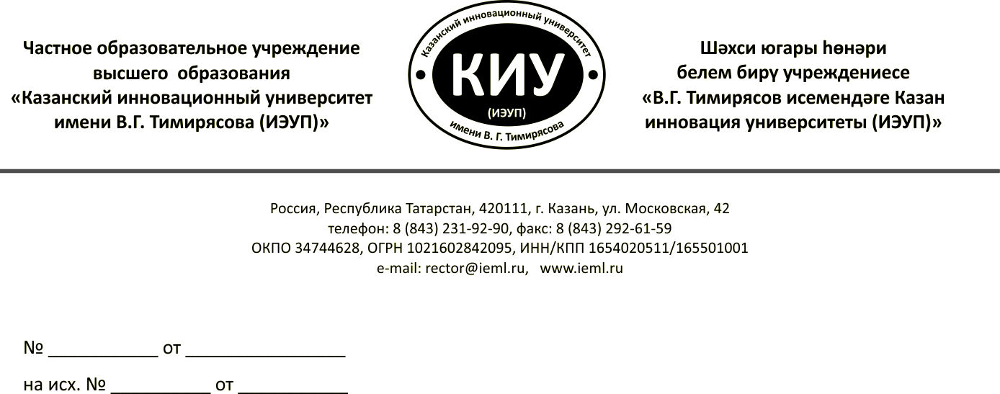 Частное образовательное учреждение
высшего образования
«Казанский инновационный университет
имени В.Г. Тимирясова (ИЭУП)»
Казанский инновационный университет
КИУ
(ИЭУП)
имени В. Г. Тимирясова
Шәхси югары һөнәри
белем бирү учреждениесе
«В.Г. Тимирясов исемендәге Казан
инновация университеты (ИЭУП)»
Россия, Республика Татарстан, 420111, г. Казань, ул. Московская, 42
телефон: 8 (843) 231-92-90, факс: 8 (843) 292-61-59
ОКПО 34744628, ОГРН 1021602842095, ИНН/КПП 1654020511/165501001
e-mail: rector@ieml.ru, www.ieml.ru
№ ___________ от ________________
на исх. № __________ от ___________